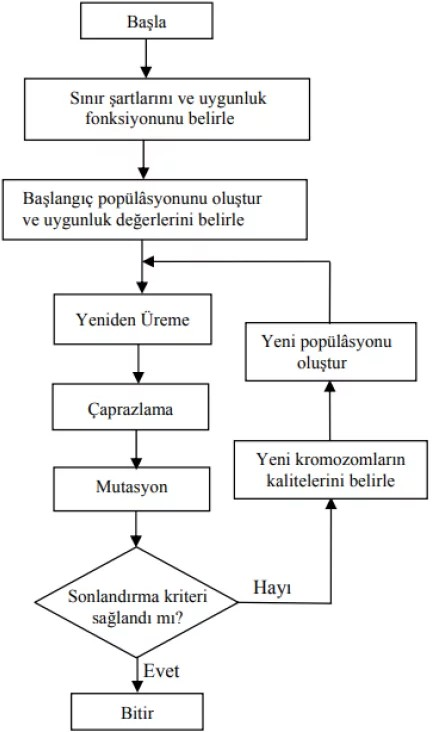 Başla
Sınır şartlarını ve uygunluk
fonksiyonunu belirle
Başlangıç popülâsyonunu oluştur
ve uygunluk değerlerini belirle
Yeniden Üreme
Yeni popülâsyonu
oluştur
Çaprazlama
Yeni kromozomların
kalitelerini belirle
Mutasyon
Sonlandırma kriteri
sağlandı mı?
Hayı
Evet
Bitir